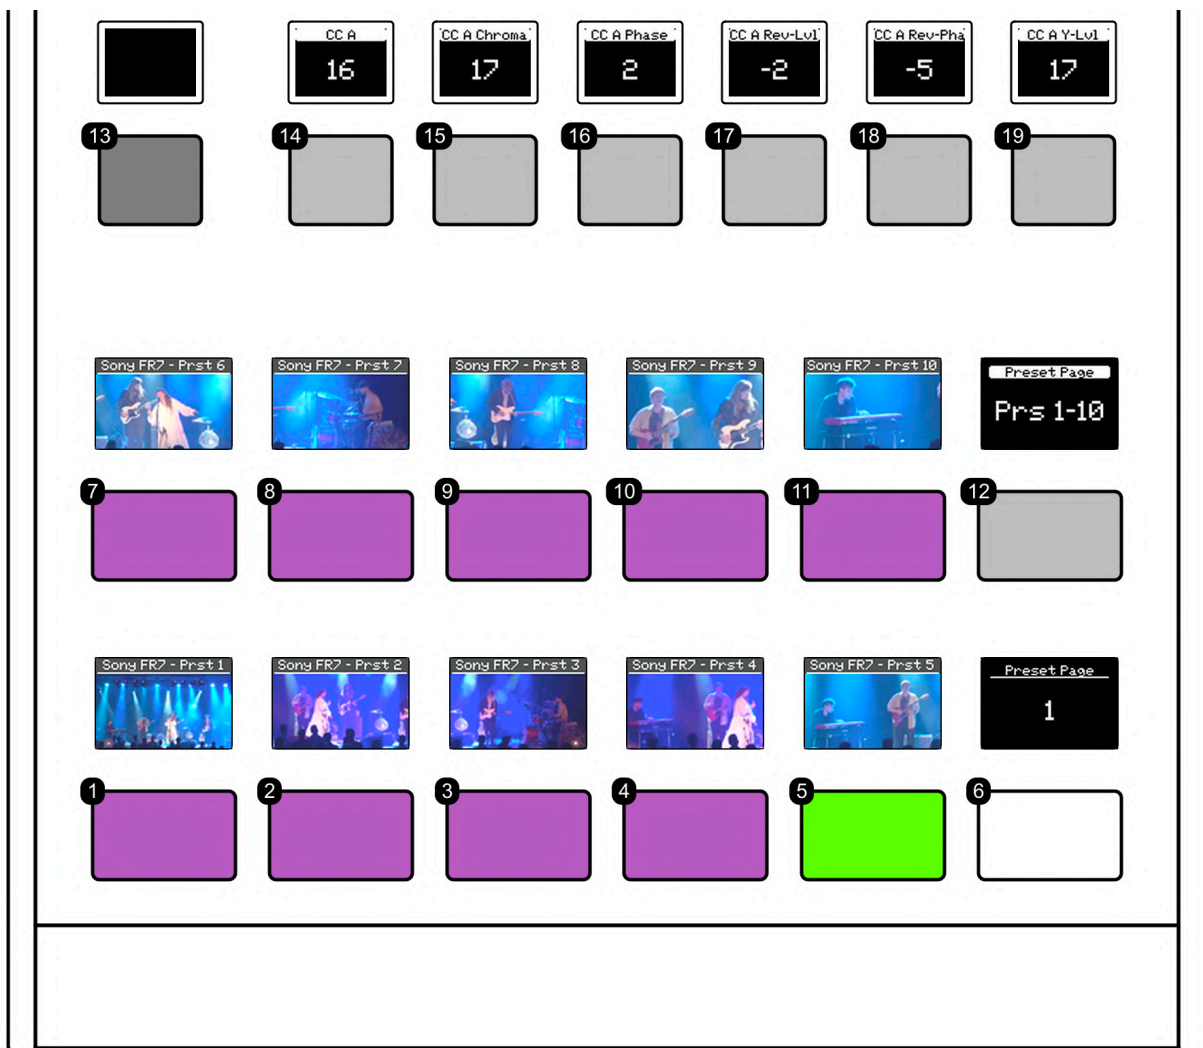 CC A
16
CC A Chroma
17
CC A Phase
2
CC A Rev-Lvl
-2
CC A Rev-Pha
-5
CC A Y-Lvl
17
13
14
15
16
17
18
19
Sony FR7 - Prst 6
Sony FR7 - Prst 7
Sony FR7 - Prst 8
Sony FR7 - Prst 9
Sony FR7 - Prst 10
Preset Page
Prs 1-10
7
8
9
10
11
12
Sony FR7 - Prst 1
Sony FR7 - Prst 2
Sony FR7 - Prst 3
Sony FR7 - Prst 4
Sony FR7 - Prst 5
Preset Page
1
1
2
3
4
5
6